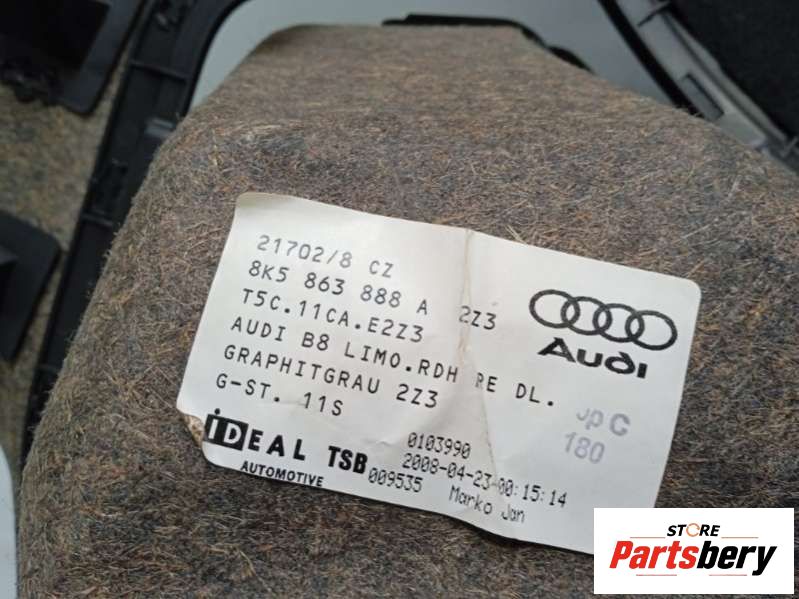 21702/8 CZ
8K5 863 888 A 2Z3
T5C.11CA.E2Z3
AUDI B8 LIMO.RDH RE DL.
GRAPHITGRAU 2Z3
G-ST. 11S
Audi
180
iDEAL TSB
AUTOMOTIVE
0103990
2008-04-23-00:15:14
009535 Marko Jan
STORE
Partsbery